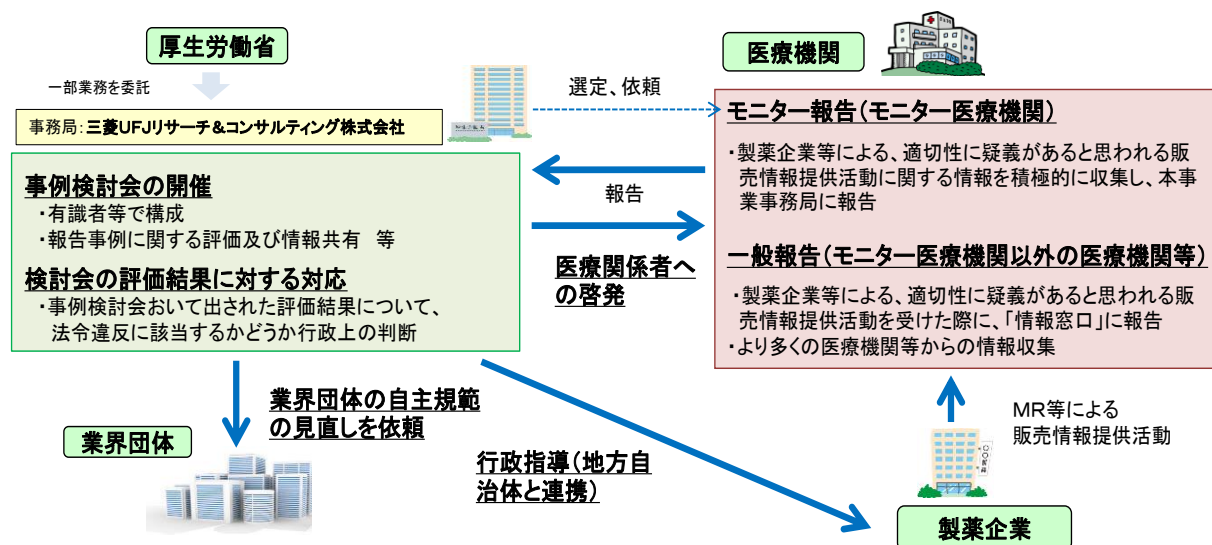 厚生労働省
一部業務を委託
事務局：三菱UFJリサーチ＆コンサルティング株式会社
選定、依頼
医療機関
事例検討会の開催
・有識者等で構成
・報告事例に関する評価及び情報共有　等
検討会の評価結果に対する対応
・事例検討会おいて出された評価結果について、
法令違反に該当するかどうか行政上の判断
報告
医療関係者へ
の啓発
モニター報告（モニター医療機関）
・製薬企業等による、適切性に疑義があると思われる販
売情報提供活動に関する情報を積極的に収集し、本事
業事務局に報告
一般報告（モニター医療機関以外の医療機関等）
・製薬企業等による、適切性に疑義があると思われる販
売情報提供活動を受けた際に、「情報窓口」に報告
・より多くの医療機関等からの情報収集
業界団体の自主規範
の見直しを依頼
業界団体
行政指導（地方自
治体と連携）
MR等による
販売情報提供活動
製薬企業